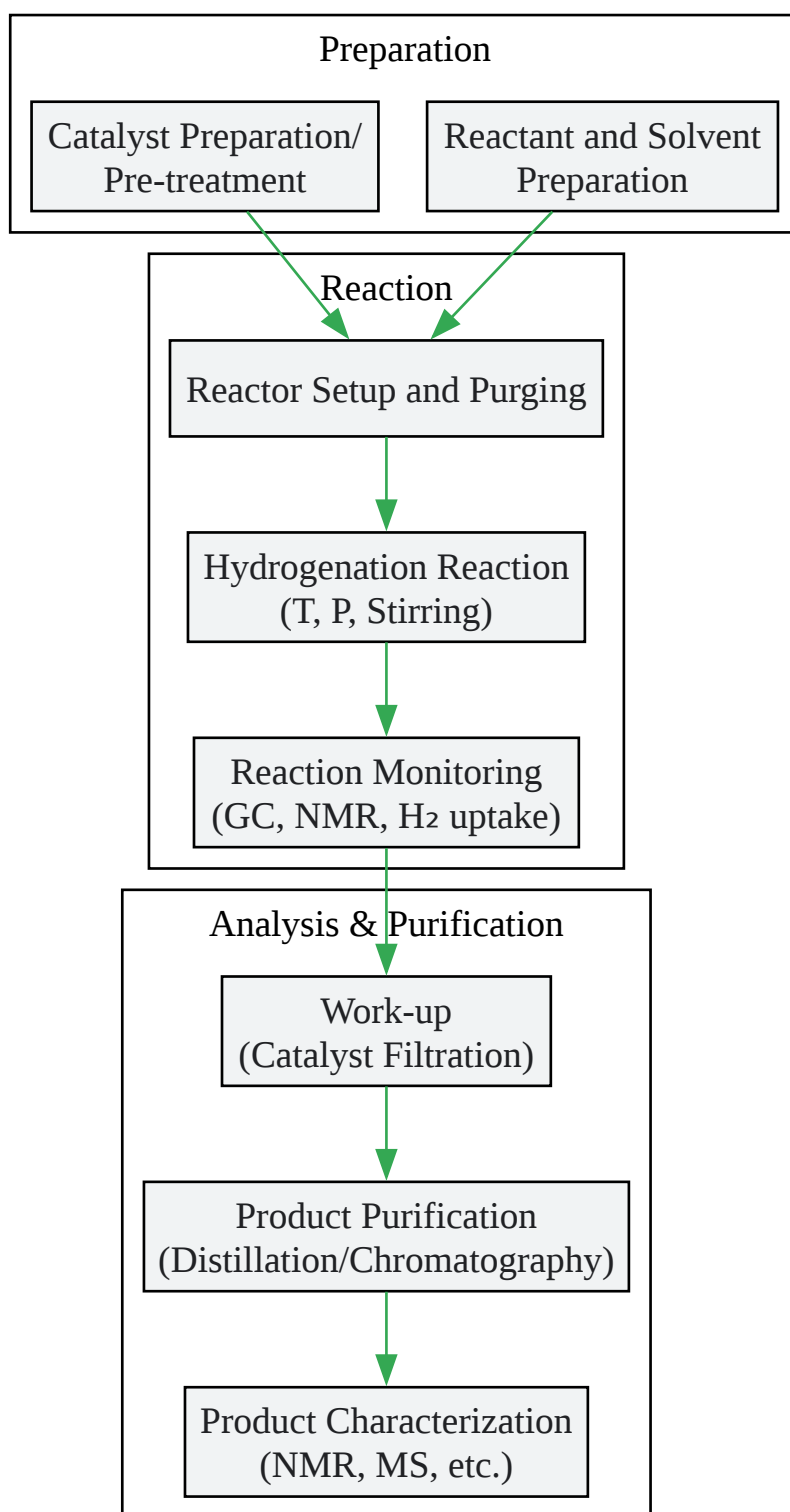 Preparation
Catalyst Preparation/
Pre-treatment
Reactant and Solvent
Preparation
Reaction
Reactor Setup and Purging
Hydrogenation Reaction
(T, P, Stirring)
Reaction Monitoring
(GC, NMR, H₂ uptake)
Analysis & Purification
Work-up
(Catalyst Filtration)
Product Purification
(Distillation/Chromatography)
Product Characterization
(NMR, MS, etc.)